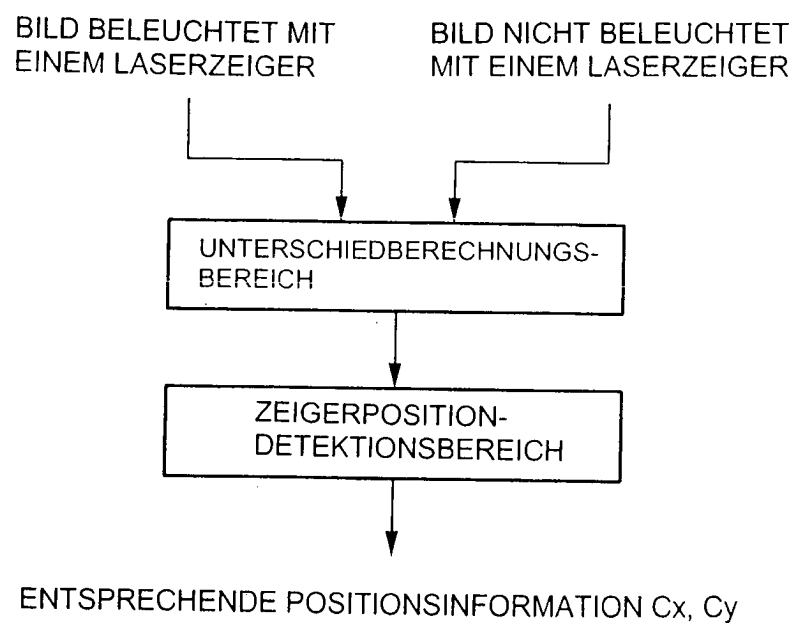 BILD BELEUCHTET MIT
EINEM LASERZEIGER
BILD NICHT BELEUCHTET
MIT EINEM LASERZEIGER
UNTERSCHIEDBERECHNUNGS-
BEREICH
ZEIGERPOSITION-
DETEKTIONSBEREICH
ENTSPRECHENDE POSITIONSINFORMATION Cx, Cy